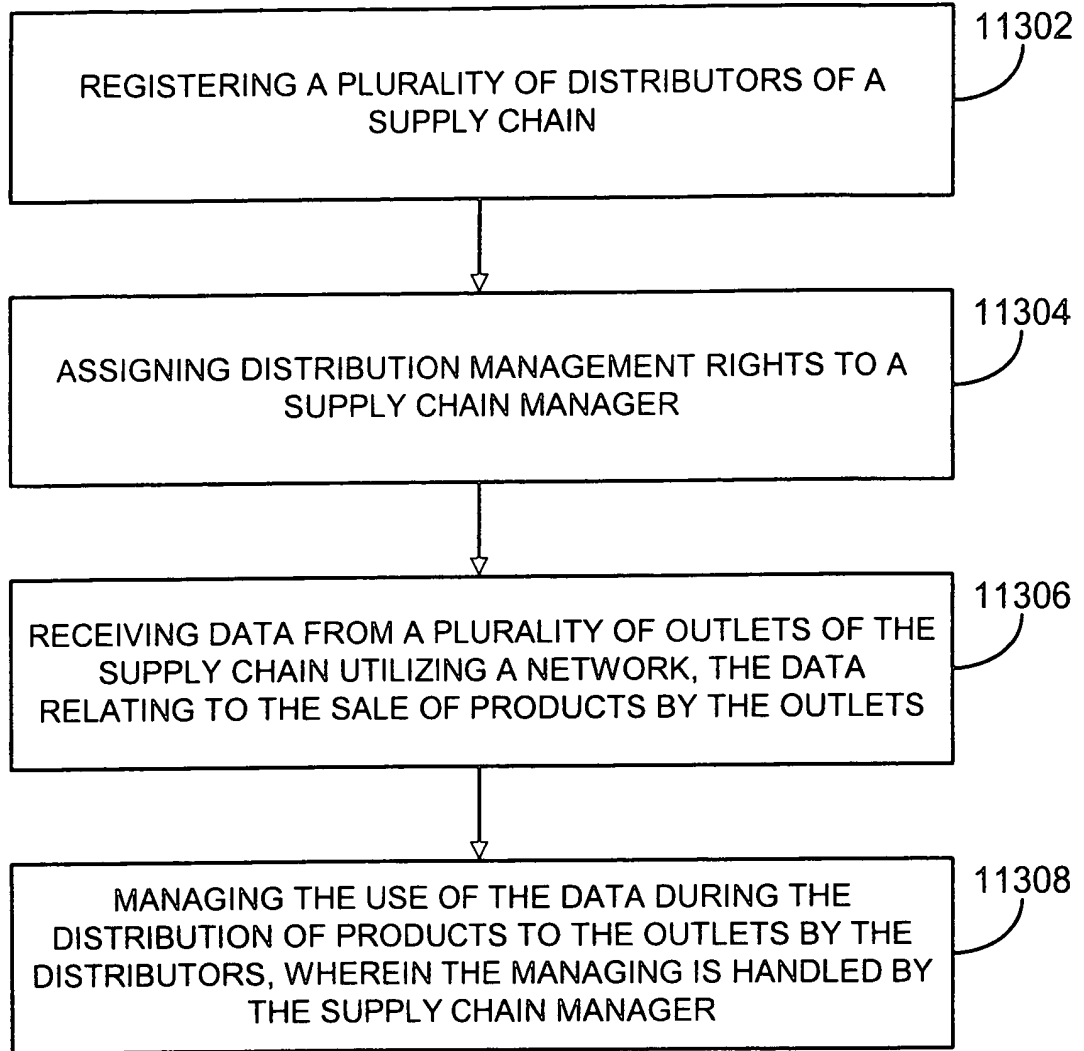 11302
REGISTERING A PLURALITY OF DISTRIBUTORS OF A
SUPPLY CHAIN
11304
ASSIGNING DISTRIBUTION MANAGEMENT RIGHTS TO A
SUPPLY CHAIN MANAGER
11306
RECEIVING DATA FROM A PLURALITY OF OUTLETS OF THE
SUPPLY CHAIN UTILIZING A NETWORK, THE DATA
RELATING TO THE SALE OF PRODUCTS BY THE OUTLETS
11308
MANAGING THE USE OF THE DATA DURING THE
DISTRIBUTION OF PRODUCTS TO THE OUTLETS BY THE
DISTRIBUTORS, WHEREIN THE MANAGING IS HANDLED BY
THE SUPPLY CHAIN MANAGER